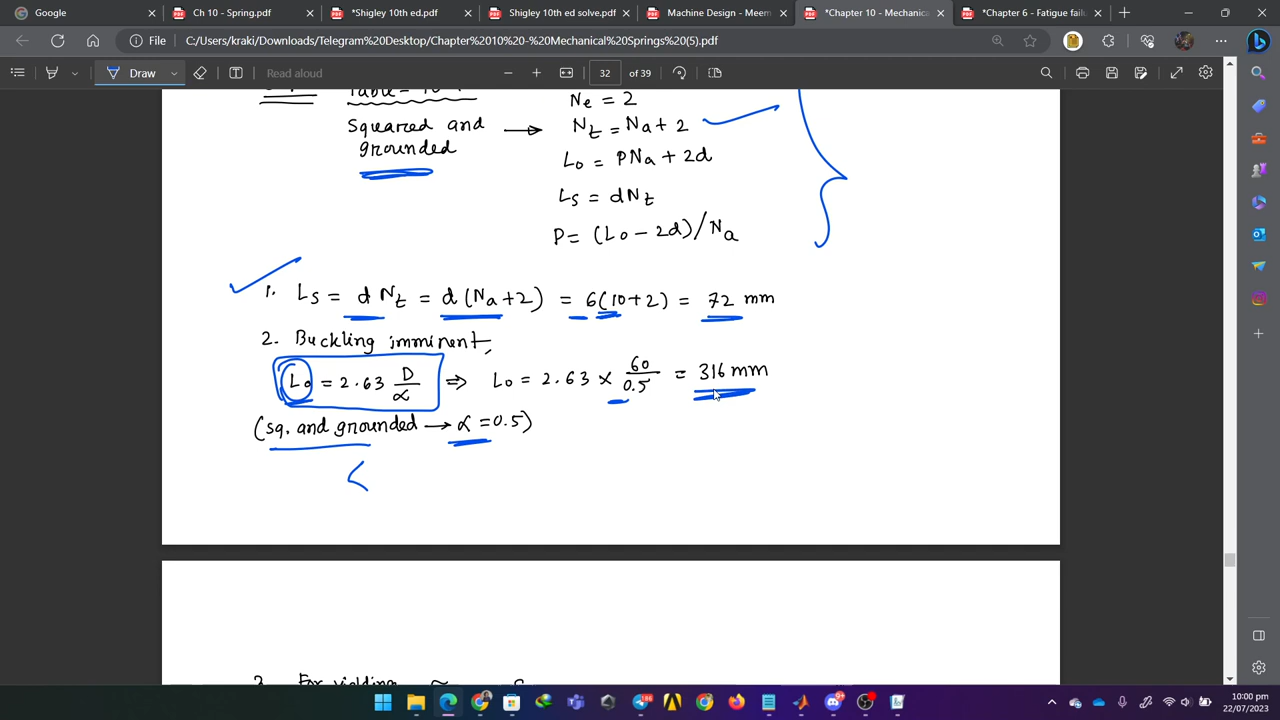 Google
Ch 10 - Spring.pdf
*Shigley 10th ed.pdf
Shigley 10th ed solve.pdf
Machine Design - Meem
*Chapter 10 - Mechanica
*Chapter 6 - Fatigue fail
File
C:/Users/kraki/Downloads/Telegram%20Desktop/Chapter%2010%20-%20Mechanical%20Springs%20(5).pdf
Draw
Read aloud
32 of 39
Ne = 2
Squared and grounded → Nt = Na + 2
Lo = PNa + 2d
Ls = dNt
P = (Lo - 2d)/Na
1. Ls = d Nt = d (Na + 2) = 6(10+2) = 72 mm
2. Buckling imminent,
Lo = 2.63 D/α ⇒ Lo = 2.63 × 60/0.5 = 316 mm
(sq. and grounded → α = 0.5)
<
10:00 pm
22/07/2023